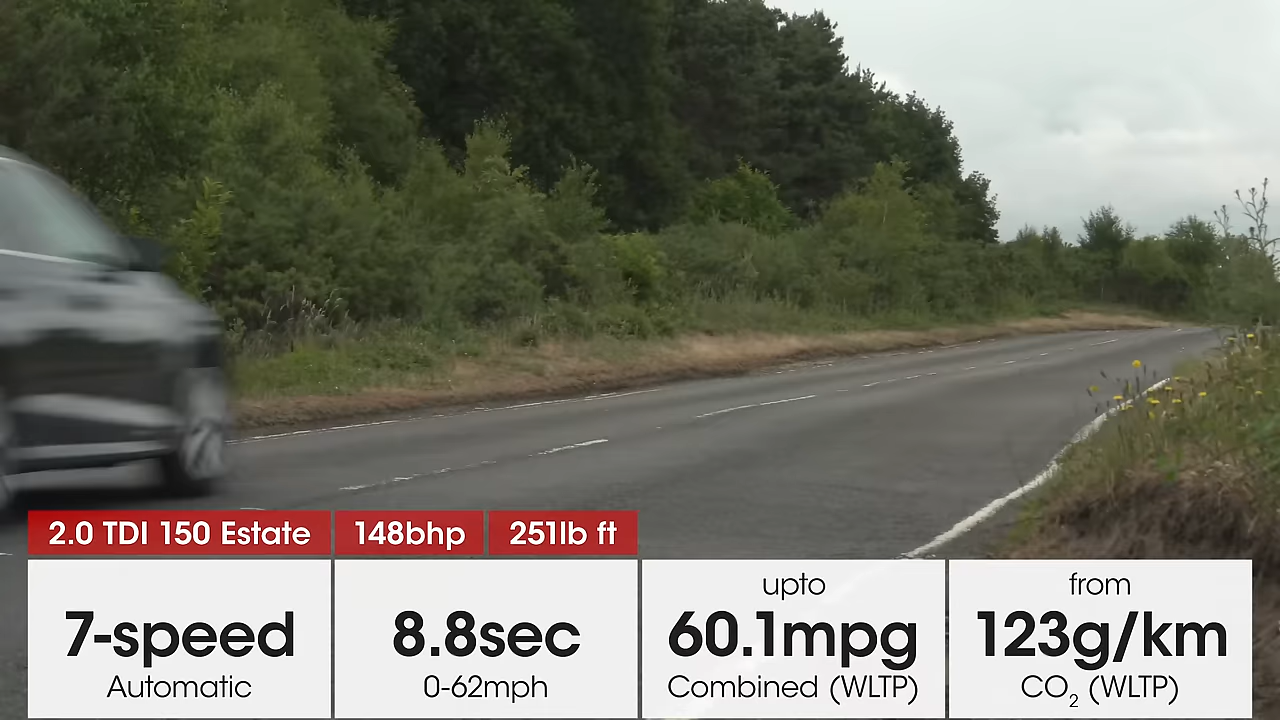 2.0 TDI 150 Estate
148bhp
251lb ft
7-speed
Automatic
8.8sec
0-62mph
upto
60.1mpg
Combined (WLTP)
from
123g/km
CO₂ (WLTP)